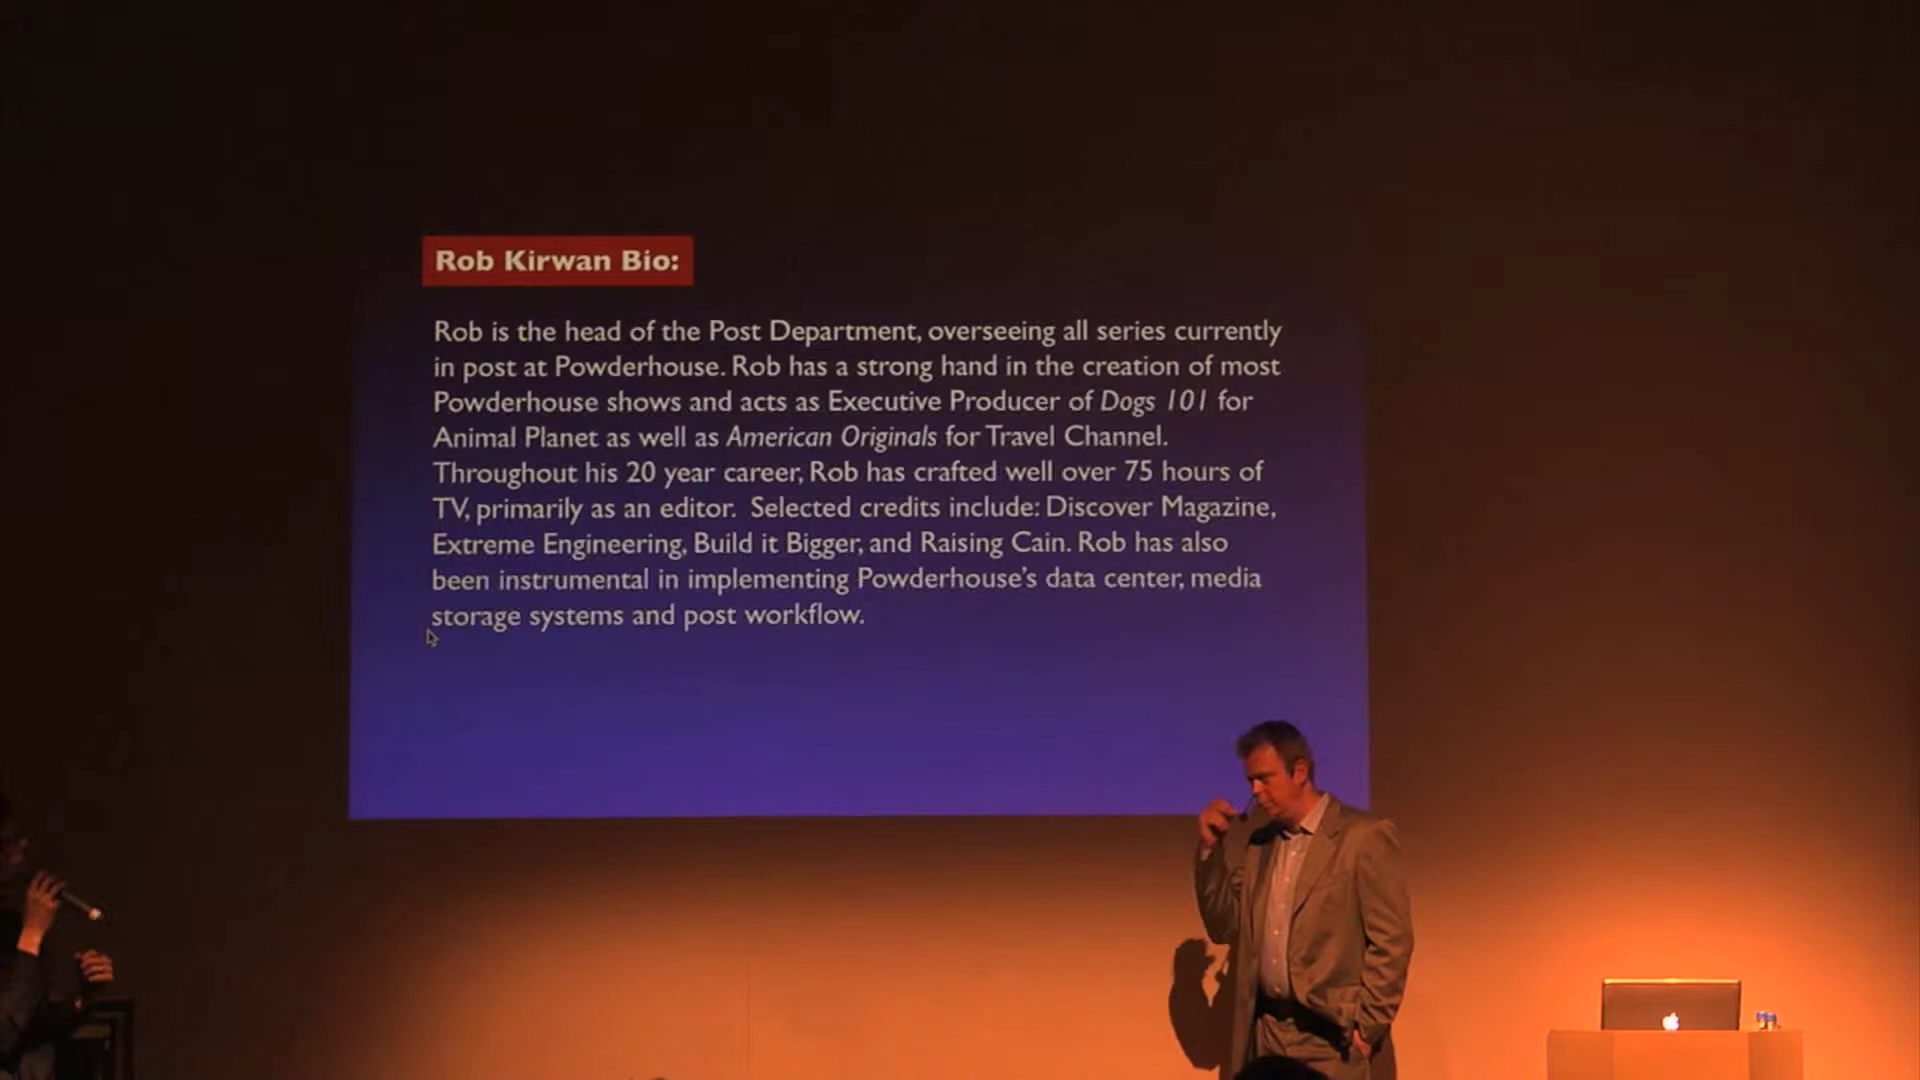 Rob Kirwan Bio:
Rob is the head of the Post Department, overseeing all series currently
in post at Powderhouse. Rob has a strong hand in the creation of most
Powderhouse shows and acts as Executive Producer of Dogs 101 for
Animal Planet as well as American Originals for Travel Channel.
Throughout his 20 year career, Rob has crafted well over 75 hours of
TV, primarily as an editor.  Selected credits include: Discover Magazine,
Extreme Engineering, Build it Bigger, and Raising Cain. Rob has also
been instrumental in implementing Powderhouse’s data center, media
storage systems and post workflow.